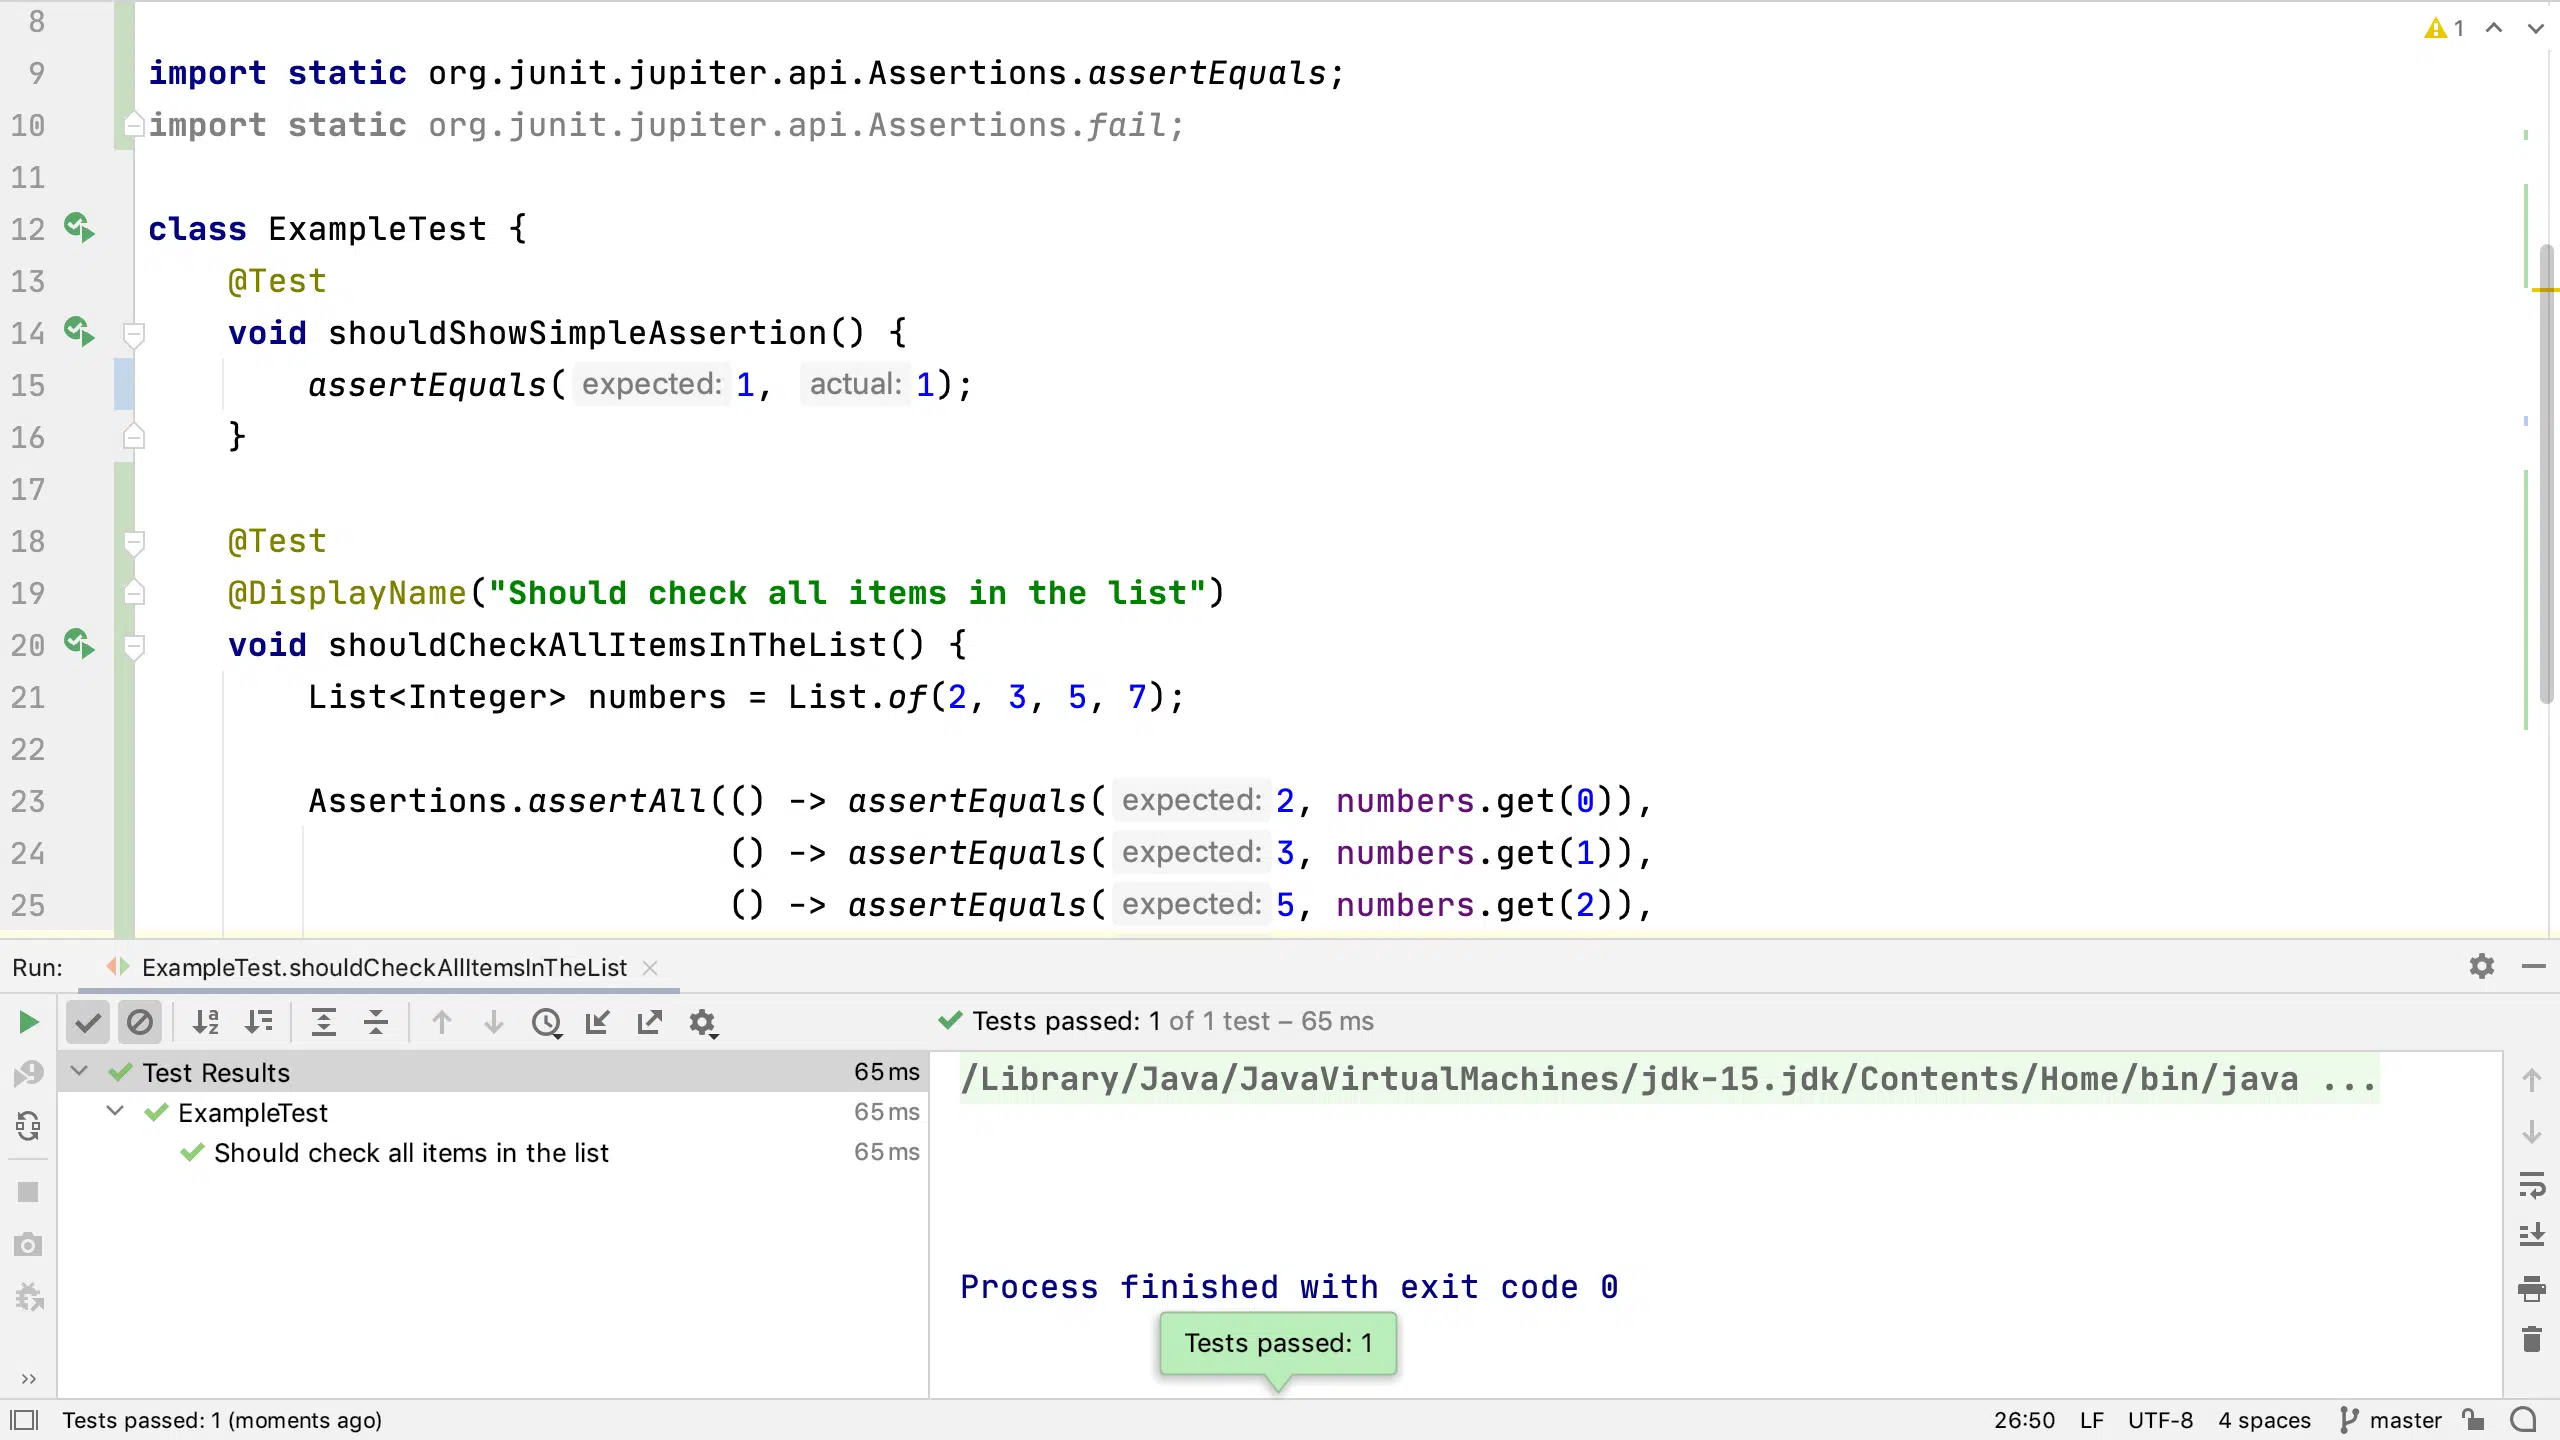 8
1
9 import static org.junit.jupiter.api.Assertions.assertEquals;
10 import static org.junit.jupiter.api.Assertions.fail;
11
12 class ExampleTest {
13 @Test
14 void shouldShowSimpleAssertion() {
15 assertEquals( expected: 1, actual: 1);
16 }
17
18 @Test
19 @DisplayName("Should check all items in the list")
20 void shouldCheckAllItemsInTheList() {
21 List<Integer> numbers = List.of(2, 3, 5, 7);
22
23 Assertions.assertAll(() -> assertEquals( expected: 2, numbers.get(0)),
24 () -> assertEquals( expected: 3, numbers.get(1)),
25 () -> assertEquals( expected: 5, numbers.get(2)),
Run: ExampleTest.shouldCheckAllItemsInTheList
Tests passed: 1 of 1 test – 65 ms
Test Results 65 ms
ExampleTest 65 ms
Should check all items in the list 65 ms
/Library/Java/JavaVirtualMachines/jdk-15.jdk/Contents/Home/bin/java ...
Process finished with exit code 0
Tests passed: 1
Tests passed: 1 (moments ago) 26:50 LF UTF-8 4 spaces master